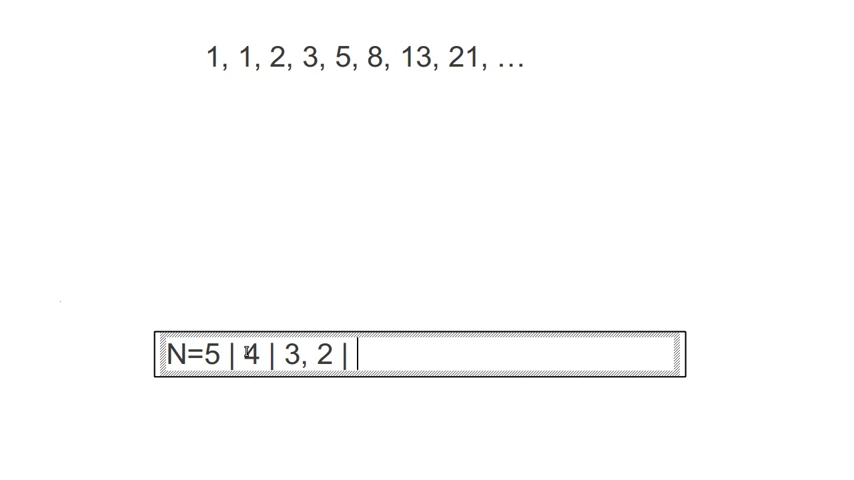 1, 1, 2, 3, 5, 8, 13, 21, …
N=5 | 4 | 3, 2 |